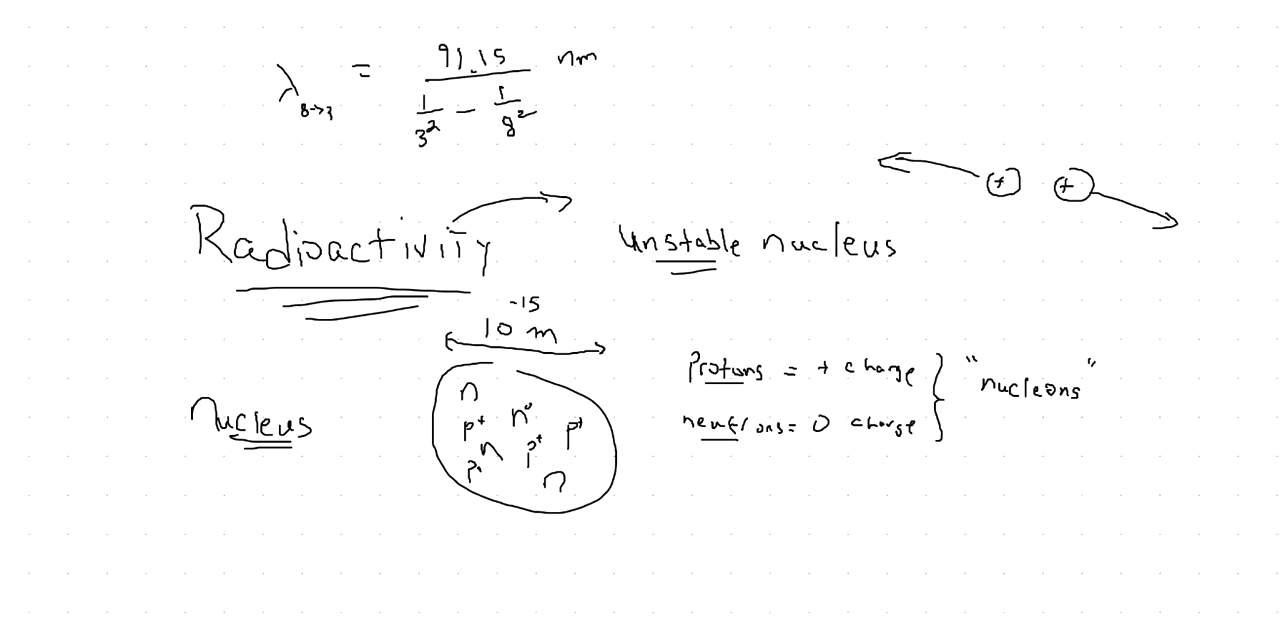 λ₈→₃ = 91.15 / (1/3² − 1/8²) nm
+ +
Radioactivity → Unstable nucleus
10⁻¹⁵ m
Protons = + charge } "nucleons"
neutrons = 0 charge
nucleus
n
p⁺ n⁰ p⁺
n p⁺
p⁺ n